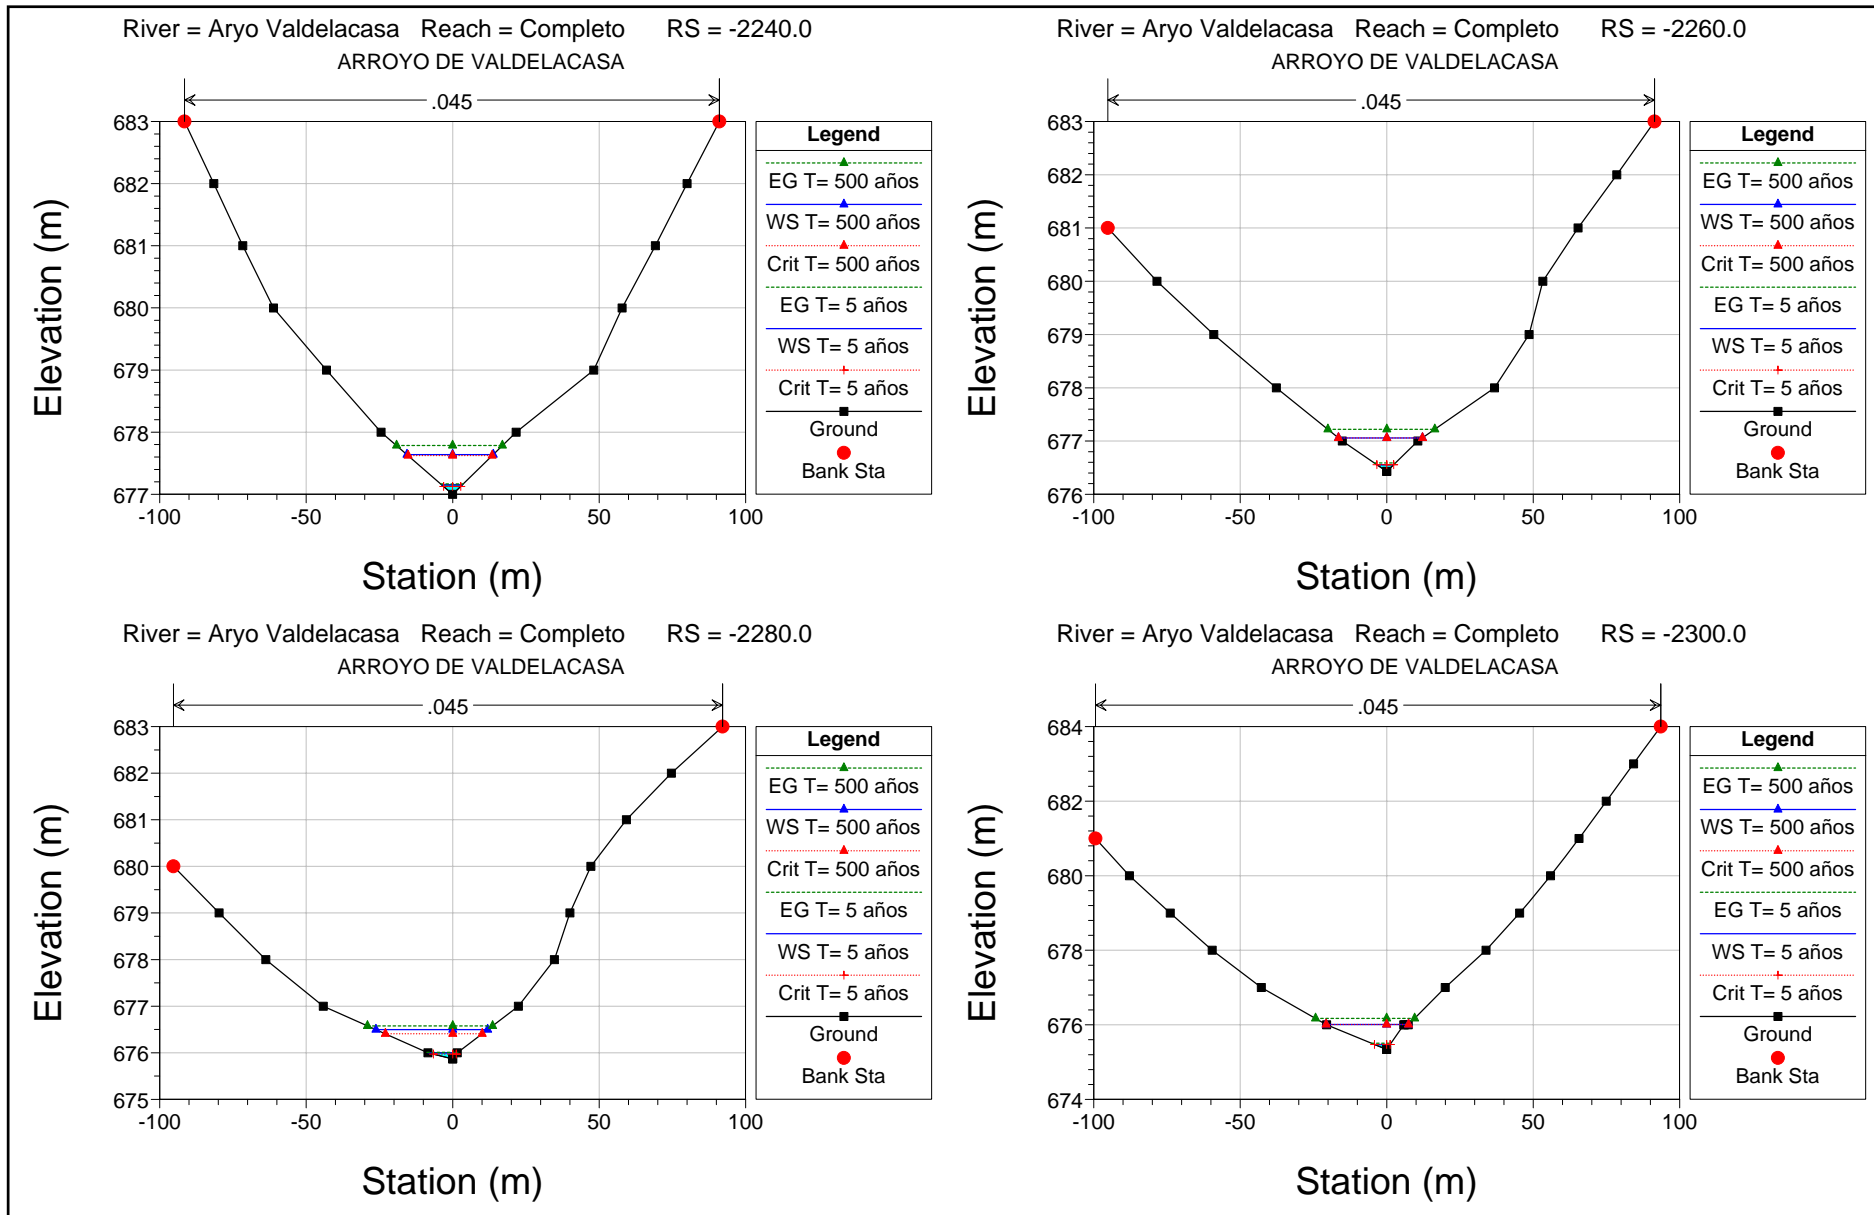 River = Aryo Valdelacasa Reach = Completo RS = -2240.0
ARROYO DE VALDELACASA
.045
683
682
681
680
679
678
677
-100
-50
0
50
100
Elevation (m)
Station (m)
Legend
EG T= 500 años
WS T= 500 años
Crit T= 500 años
EG T= 5 años
WS T= 5 años
Crit T= 5 años
Ground
Bank Sta
River = Aryo Valdelacasa Reach = Completo RS = -2260.0
ARROYO DE VALDELACASA
.045
683
682
681
680
679
678
677
676
-100
-50
0
50
100
Elevation (m)
Station (m)
Legend
EG T= 500 años
WS T= 500 años
Crit T= 500 años
EG T= 5 años
WS T= 5 años
Crit T= 5 años
Ground
Bank Sta
River = Aryo Valdelacasa Reach = Completo RS = -2280.0
ARROYO DE VALDELACASA
.045
683
682
681
680
679
678
677
676
675
-100
-50
0
50
100
Elevation (m)
Station (m)
Legend
EG T= 500 años
WS T= 500 años
Crit T= 500 años
EG T= 5 años
WS T= 5 años
Crit T= 5 años
Ground
Bank Sta
River = Aryo Valdelacasa Reach = Completo RS = -2300.0
ARROYO DE VALDELACASA
.045
684
682
680
678
676
674
-100
-50
0
50
100
Elevation (m)
Station (m)
Legend
EG T= 500 años
WS T= 500 años
Crit T= 500 años
EG T= 5 años
WS T= 5 años
Crit T= 5 años
Ground
Bank Sta